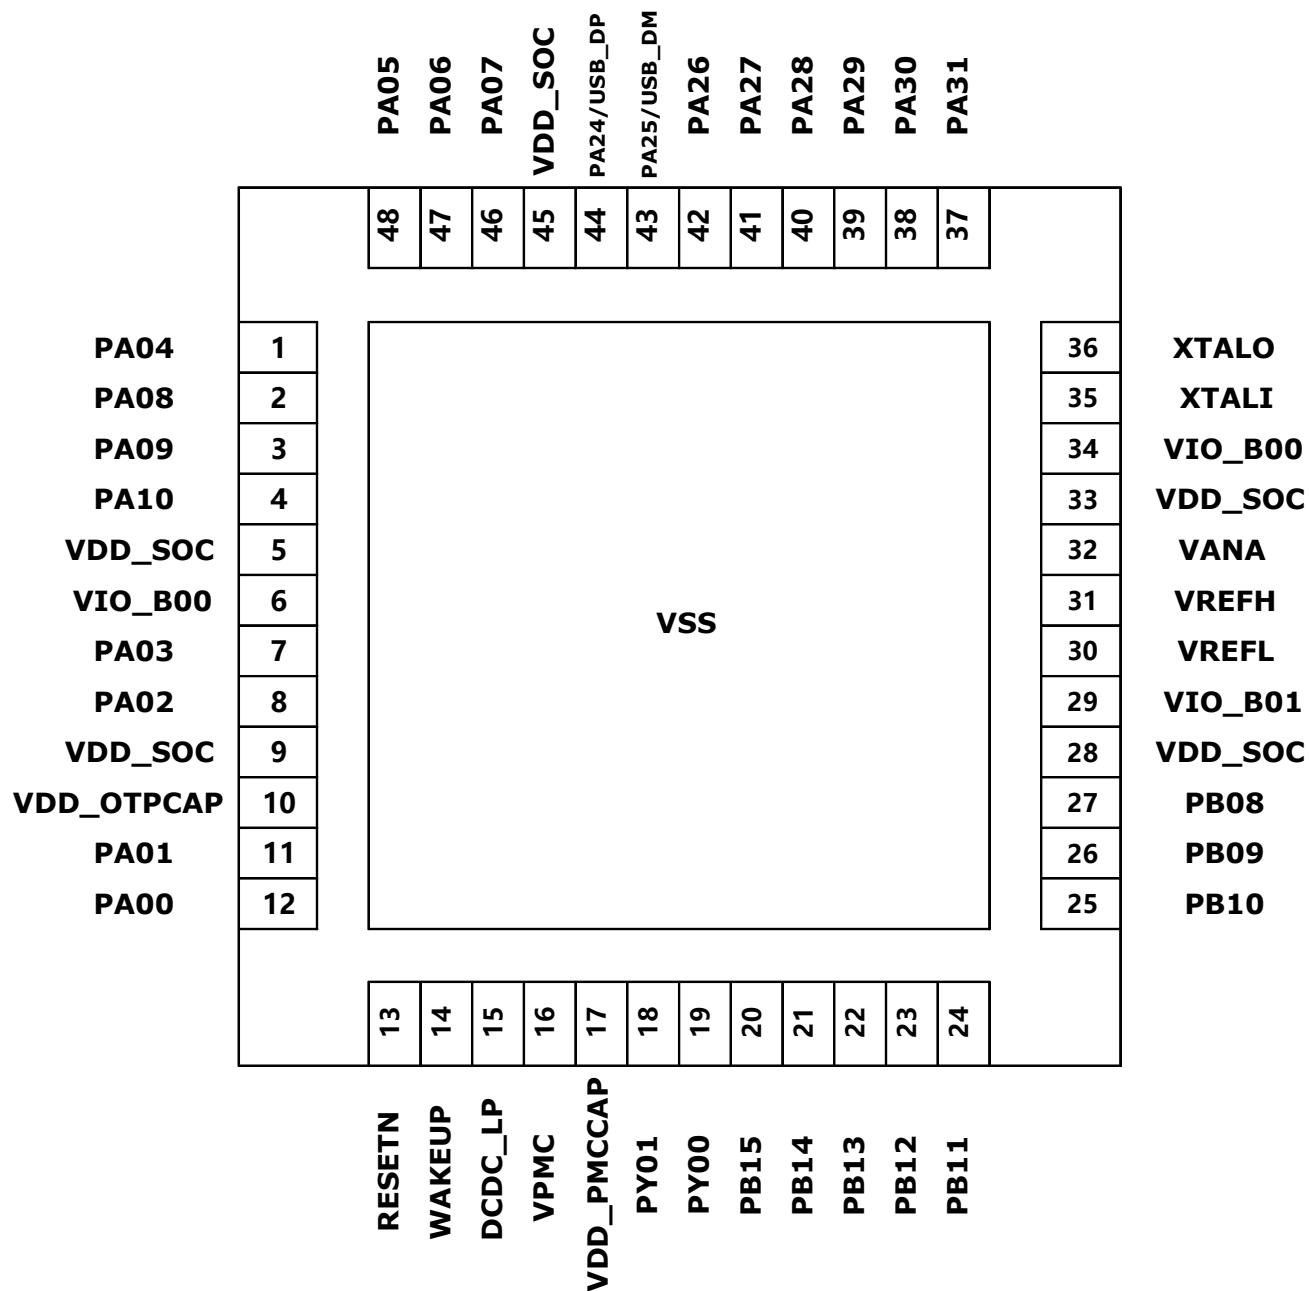 PA05
PA06
PA07
VDD_SOC
PA24/USB_DP
PA25/USB_DM
PA26
PA27
PA28
PA29
PA30
PA31
48
47
46
45
44
43
42
41
40
39
38
37
PA04 1
PA08 2
PA09 3
PA10 4
VDD_SOC 5
VIO_B00 6
PA03 7
PA02 8
VDD_SOC 9
VDD_OTPCAP 10
PA01 11
PA00 12
VSS
36 XTALO
35 XTALI
34 VIO_B00
33 VDD_SOC
32 VANA
31 VREFH
30 VREFL
29 VIO_B01
28 VDD_SOC
27 PB08
26 PB09
25 PB10
13
14
15
16
17
18
19
20
21
22
23
24
RESETN
WAKEUP
DCDC_LP
VPMC
VDD_PMCCAP
PY01
PY00
PB15
PB14
PB13
PB12
PB11